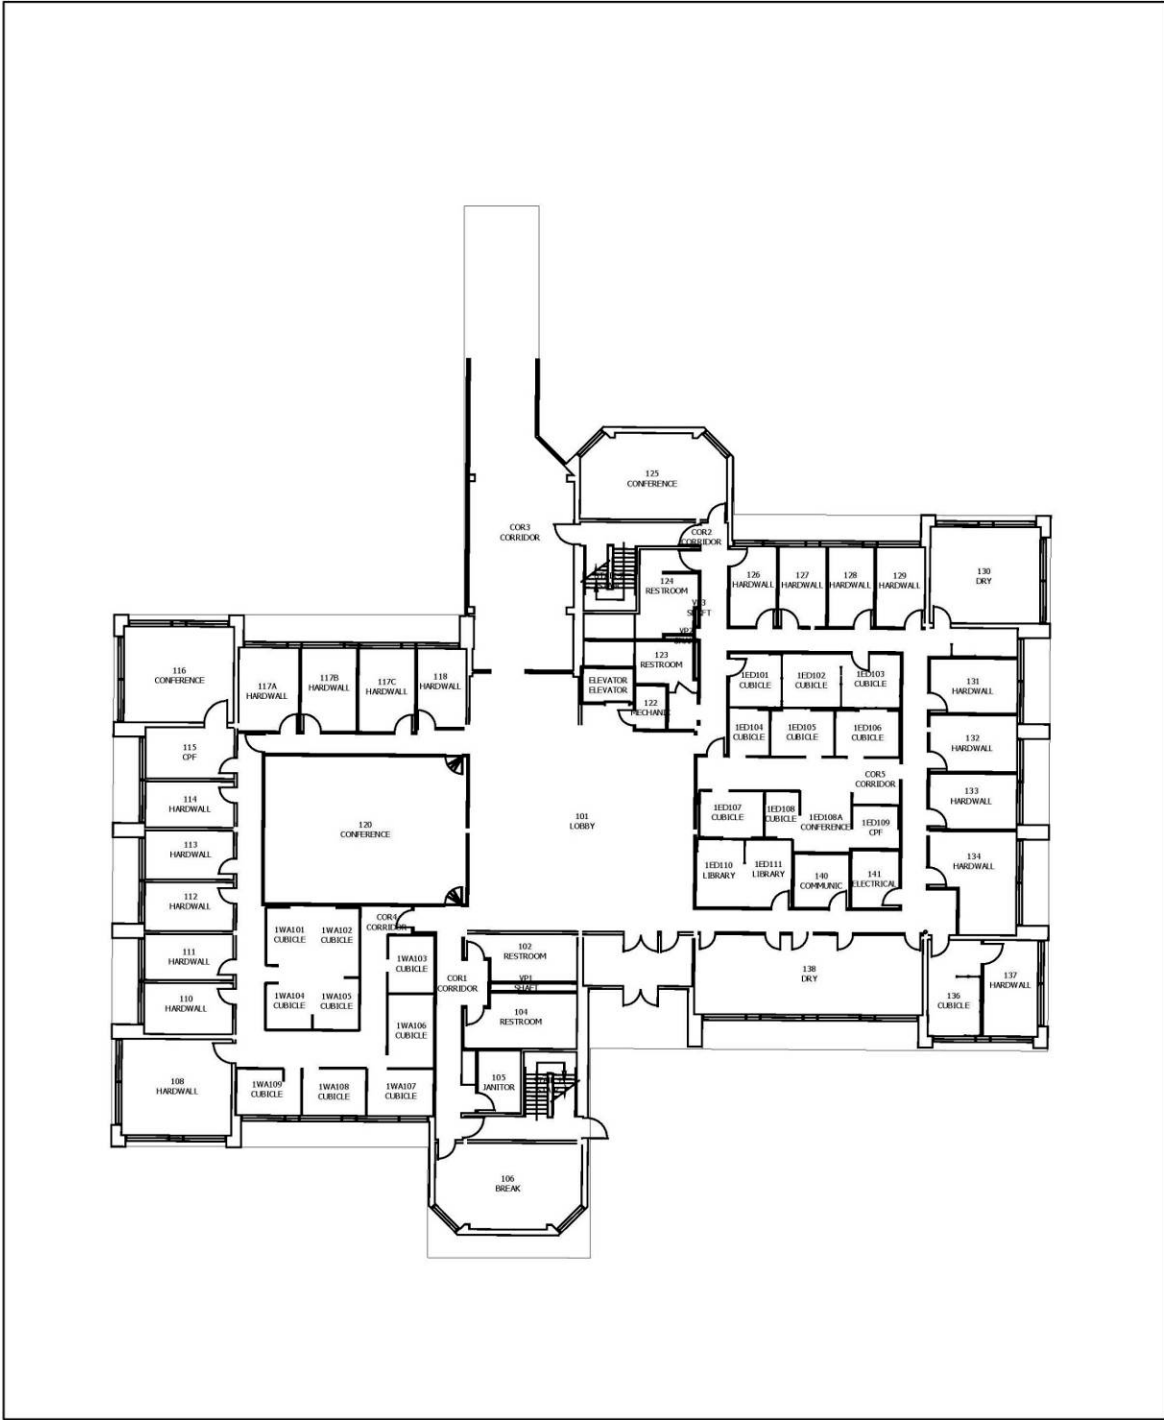 125
CONFERENCE
COR3
CORRIDOR
COR2
CORRIDOR
124
RESTROOM
126
HARDWALL
127
HARDWALL
128
HARDWALL
129
HARDWALL
130
DRY
VP3
SHAFT
VP2
123
RESTROOM
ELEVATOR
ELEVATOR
122
MECHANIC
116
CONFERENCE
117A
HARDWALL
117B
HARDWALL
117C
HARDWALL
118
HARDWALL
1ED101
CUBICLE
1ED102
CUBICLE
1ED103
CUBICLE
131
HARDWALL
1ED104
CUBICLE
1ED105
CUBICLE
1ED106
CUBICLE
132
HARDWALL
115
CPF
COR5
CORRIDOR
114
HARDWALL
133
HARDWALL
120
CONFERENCE
101
LOBBY
1ED107
CUBICLE
1ED108
CUBICLE
1ED108A
CONFERENCE
1ED109
CPF
113
HARDWALL
1ED110
LIBRARY
1ED111
LIBRARY
140
COMMUNIC
141
ELECTRICAL
134
HARDWALL
112
HARDWALL
COR4
CORRIDOR
1WA101
CUBICLE
1WA102
CUBICLE
111
HARDWALL
1WA103
CUBICLE
102
RESTROOM
COR1
CORRIDOR
VP1
SHAFT
138
DRY
137
HARDWALL
136
CUBICLE
110
HARDWALL
1WA104
CUBICLE
1WA105
CUBICLE
1WA106
CUBICLE
104
RESTROOM
108
HARDWALL
1WA109
CUBICLE
1WA108
CUBICLE
1WA107
CUBICLE
105
JANITOR
106
BREAK